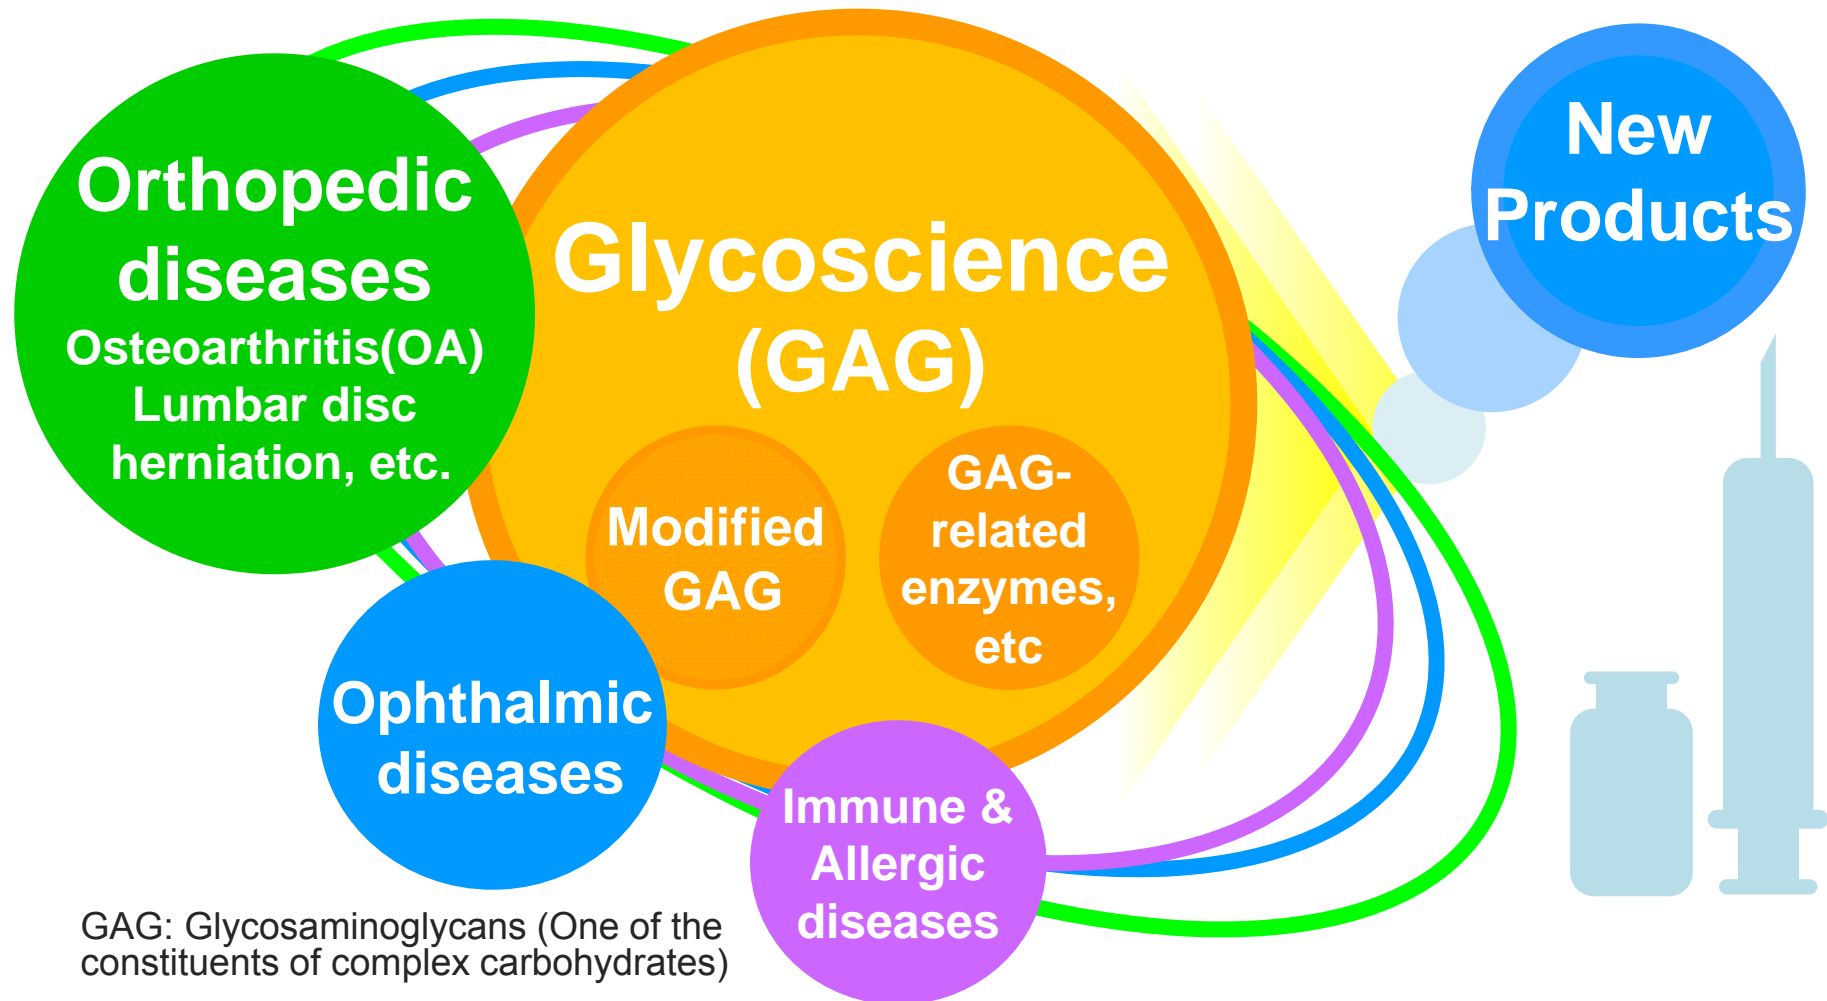 Orthopedic
diseases
Osteoarthritis(OA)
Lumbar disc
herniation, etc.
Glycoscience
(GAG)
Modified
GAG
GAG-
related
enzymes,
etc
New
Products
Ophthalmic
diseases
Immune &
Allergic
diseases
GAG: Glycosaminoglycans (One of the
constituents of complex carbohydrates)